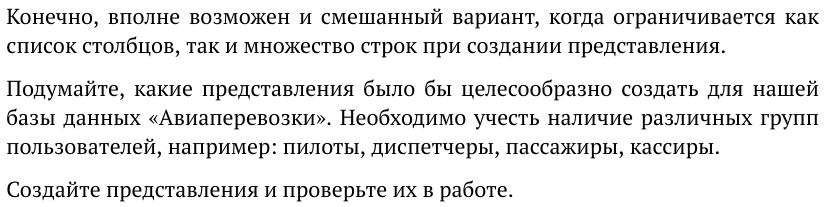 Конечно, вполне возможен и смешанный вариант, когда ограничивается как
список столбцов, так и множество строк при создании представления.
Подумайте, какие представления было бы целесообразно создать для нашей
базы данных «Авиаперевозки». Необходимо учесть наличие различных групп
пользователей, например: пилоты, диспетчеры, пассажиры, кассиры.
Создайте представления и проверьте их в работе.